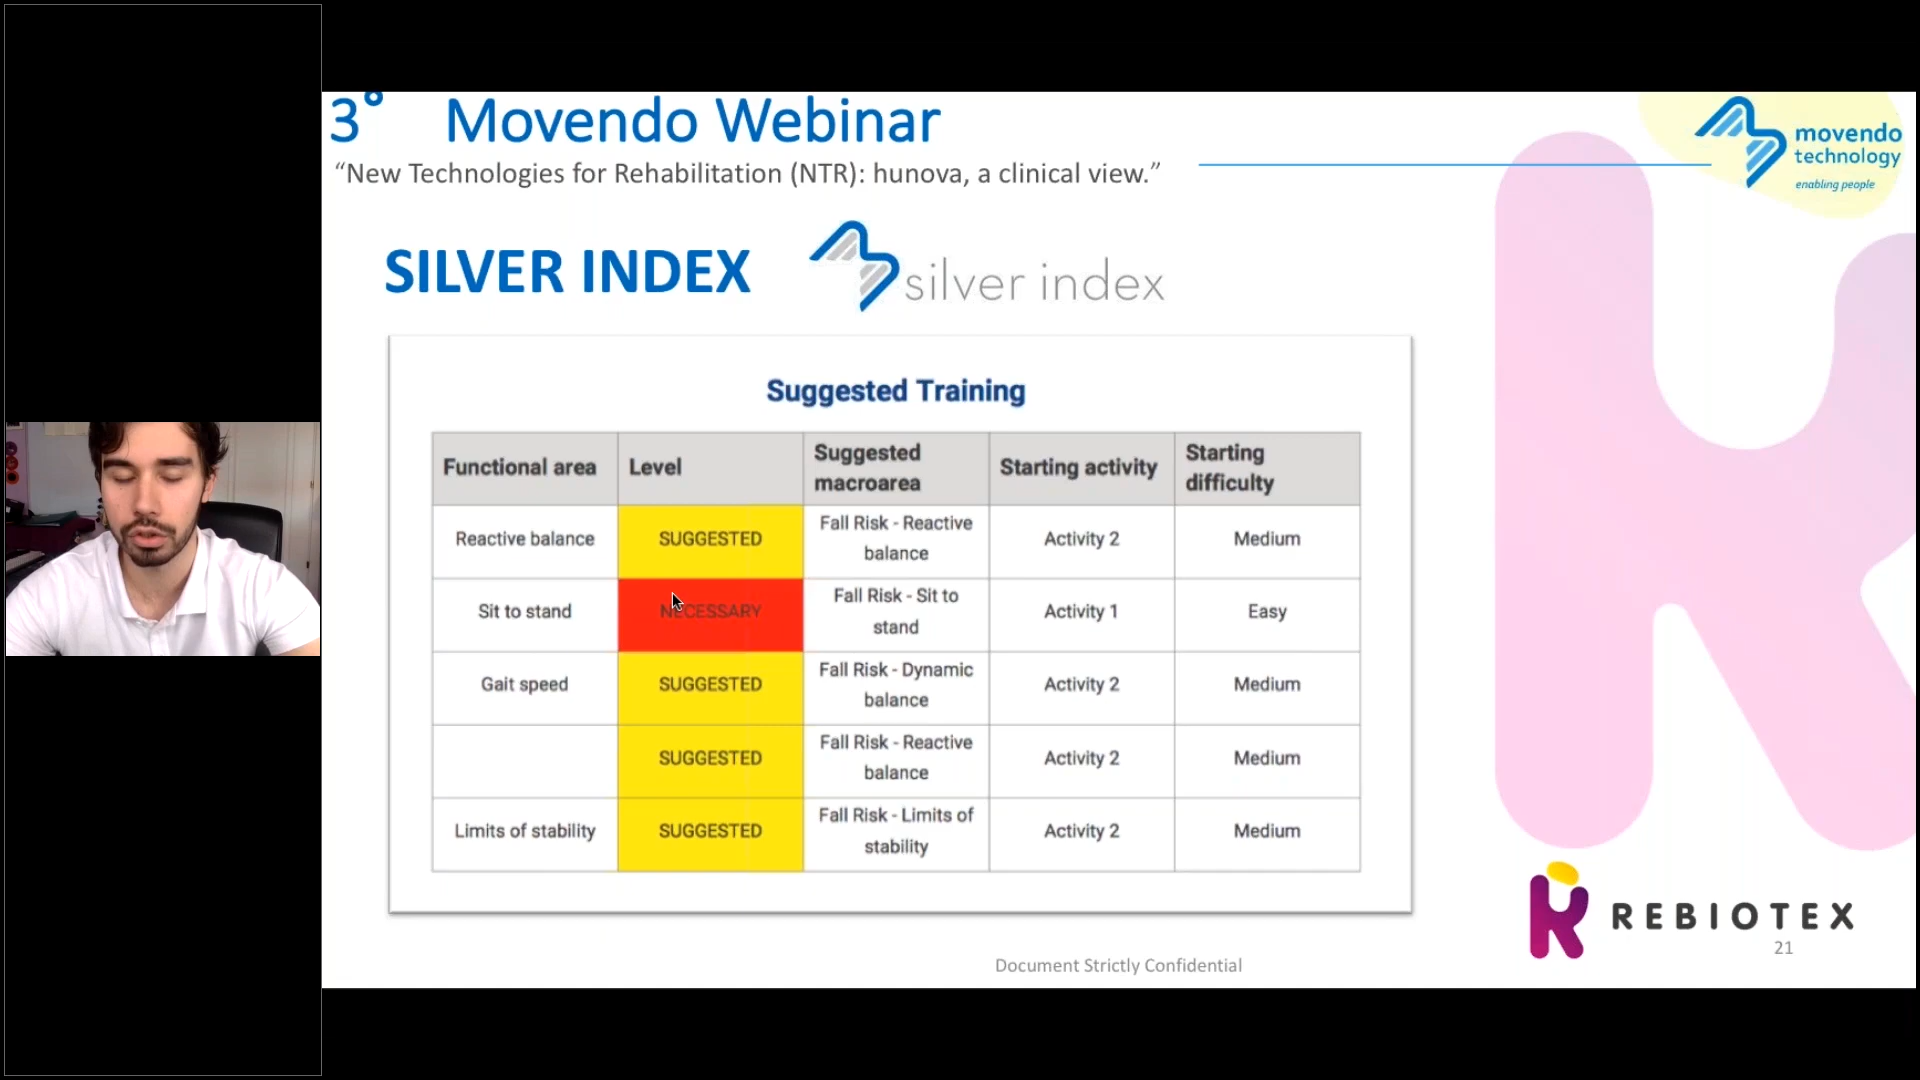 3° Movendo Webinar
“New Technologies for Rehabilitation (NTR): hunova, a clinical view.”
movendo
technology
enabling people
SILVER INDEX
silver index
Suggested Training
Functional area
Level
Suggested
macroarea
Starting activity
Starting
difficulty
Reactive balance
SUGGESTED
Fall Risk - Reactive
balance
Activity 2
Medium
Sit to stand
NECESSARY
Fall Risk - Sit to
stand
Activity 1
Easy
Gait speed
SUGGESTED
Fall Risk - Dynamic
balance
Activity 2
Medium
SUGGESTED
Fall Risk - Reactive
balance
Activity 2
Medium
Limits of stability
SUGGESTED
Fall Risk - Limits of
stability
Activity 2
Medium
REBIOTEX
21
Document Strictly Confidential